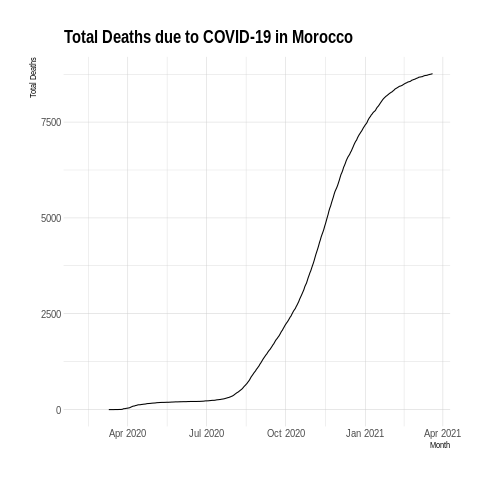 Total Deaths due to COVID-19 in Morocco
Total Deaths
7500
5000
2500
0
Apr 2020 Jul 2020 Oct 2020 Jan 2021 Apr 2021
Month